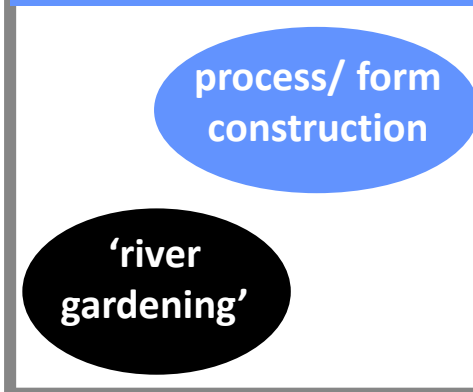 process/ form
construction
‘river
gardening’